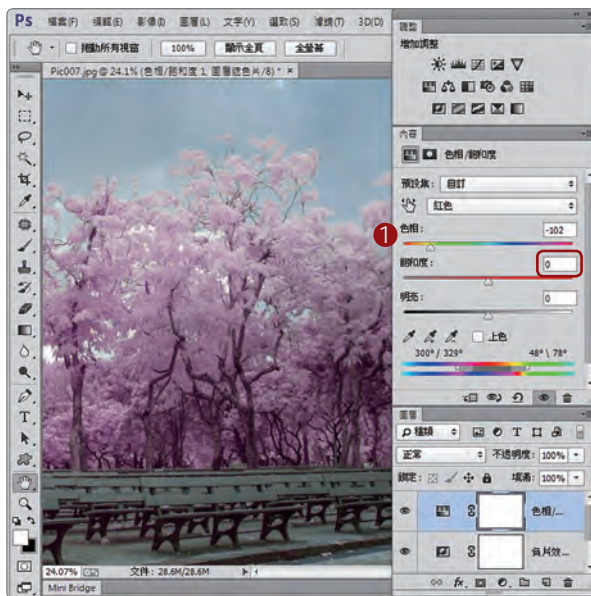 Ps 檔案(F) 編輯(E) 影像(I) 圖層(L) 文字(Y) 選取(S) 濾鏡(T) 3D(D)
捲動所有視窗 100% 顯示全頁 全螢幕
Pic007.jpg @ 24.1% (色相/飽和度 1, 圖層遮色片/8) * ×
調整
增加調整
內容
色相/飽和度
預設集: 自訂
紅色
1
色相: -102
飽和度: 0
明亮: 0
上色
300° / 329° 48° \ 78°
圖層
種類
正常 不透明度: 100%
鎖定: 填滿: 100%
色相/...
負片效...
24.07% 文件: 28.6M/28.6M
Mini Bridge